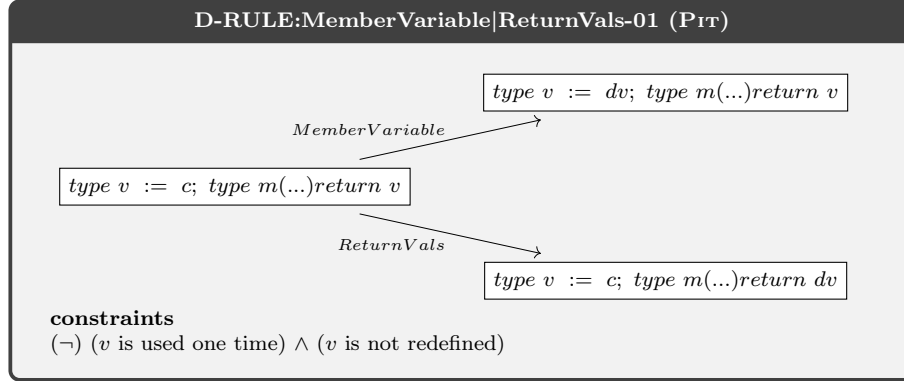 D-RULE:MemberVariable|ReturnVals-01 (PIT)
type v := dv; type m(...)return v
MemberVariable
type v := c; type m(...)return v
ReturnVals
type v := c; type m(...)return dv
constraints
(¬) (v is used one time) ∧ (v is not redefined)